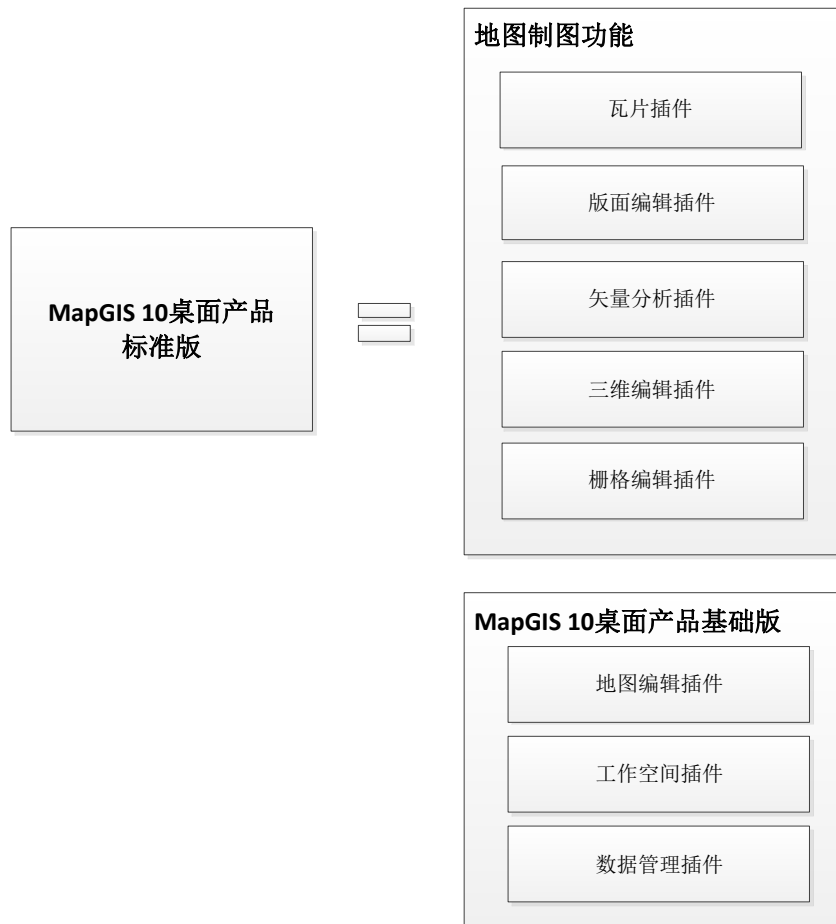 地图制图功能
瓦片插件
版面编辑插件
矢量分析插件
三维编辑插件
栅格编辑插件
MapGIS 10桌面产品
标准版
MapGIS 10桌面产品基础版
地图编辑插件
工作空间插件
数据管理插件